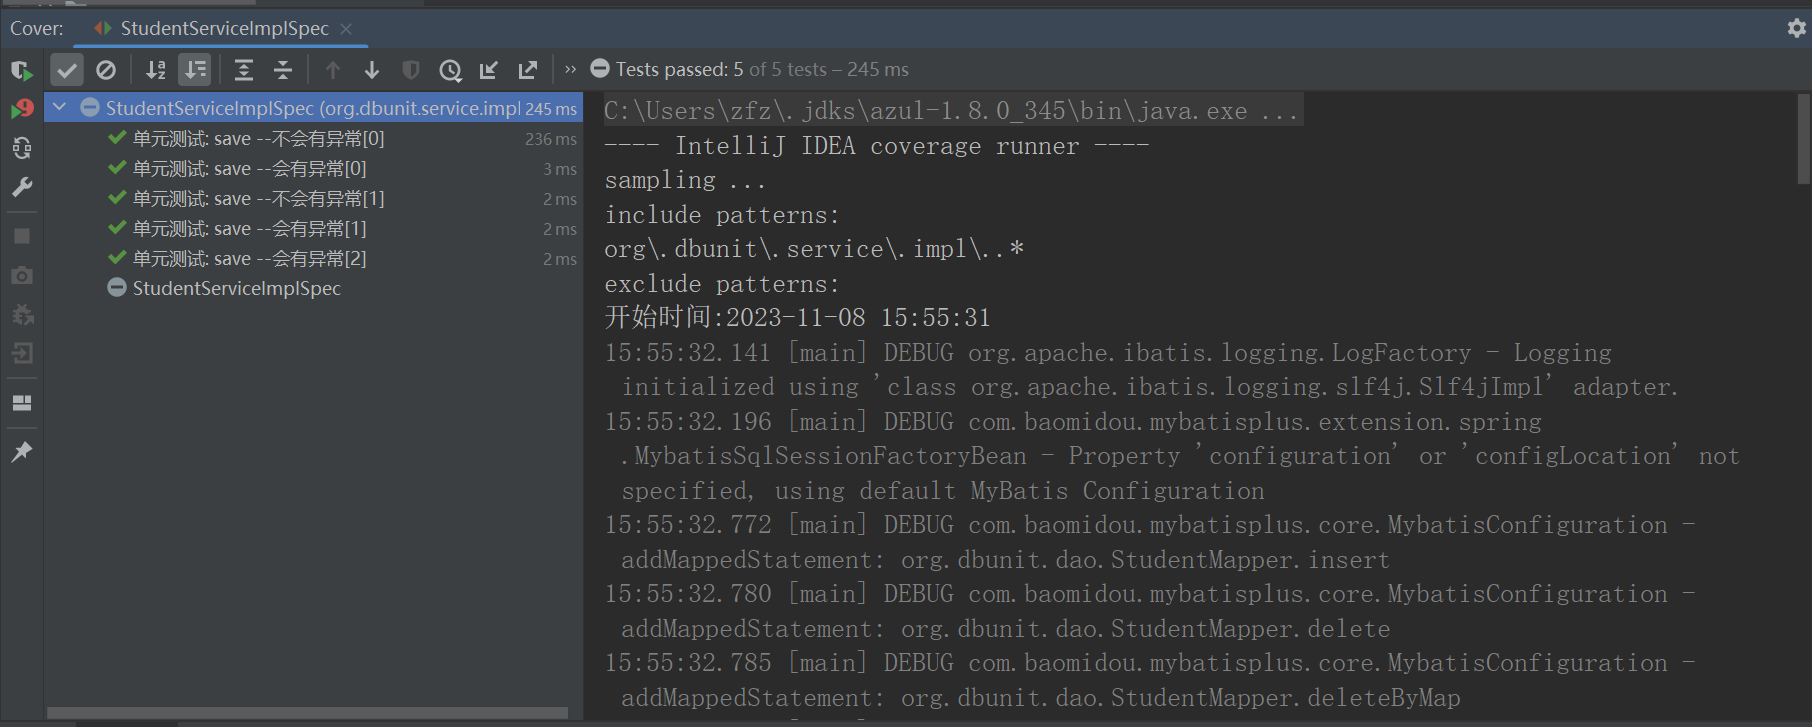 Cover: StudentServiceImplSpec
Tests passed: 5 of 5 tests – 245 ms
StudentServiceImplSpec (org.dbunit.service.impl 245 ms
单元测试: save --不会有异常[0] 236 ms
单元测试: save --会有异常[0] 3 ms
单元测试: save --不会有异常[1] 2 ms
单元测试: save --会有异常[1] 2 ms
单元测试: save --会有异常[2] 2 ms
StudentServiceImplSpec
C:\Users\zfz\.jdks\azul-1.8.0_345\bin\java.exe ...
---- IntelliJ IDEA coverage runner ----
sampling ...
include patterns:
org\.dbunit\.service\.impl\..*
exclude patterns:
开始时间:2023-11-08 15:55:31
15:55:32.141 [main] DEBUG org.apache.ibatis.logging.LogFactory - Logging
initialized using 'class org.apache.ibatis.logging.slf4j.Slf4jImpl' adapter.
15:55:32.196 [main] DEBUG com.baomidou.mybatisplus.extension.spring
.MybatisSqlSessionFactoryBean - Property 'configuration' or 'configLocation' not
specified, using default MyBatis Configuration
15:55:32.772 [main] DEBUG com.baomidou.mybatisplus.core.MybatisConfiguration -
addMappedStatement: org.dbunit.dao.StudentMapper.insert
15:55:32.780 [main] DEBUG com.baomidou.mybatisplus.core.MybatisConfiguration -
addMappedStatement: org.dbunit.dao.StudentMapper.delete
15:55:32.785 [main] DEBUG com.baomidou.mybatisplus.core.MybatisConfiguration -
addMappedStatement: org.dbunit.dao.StudentMapper.deleteByMap